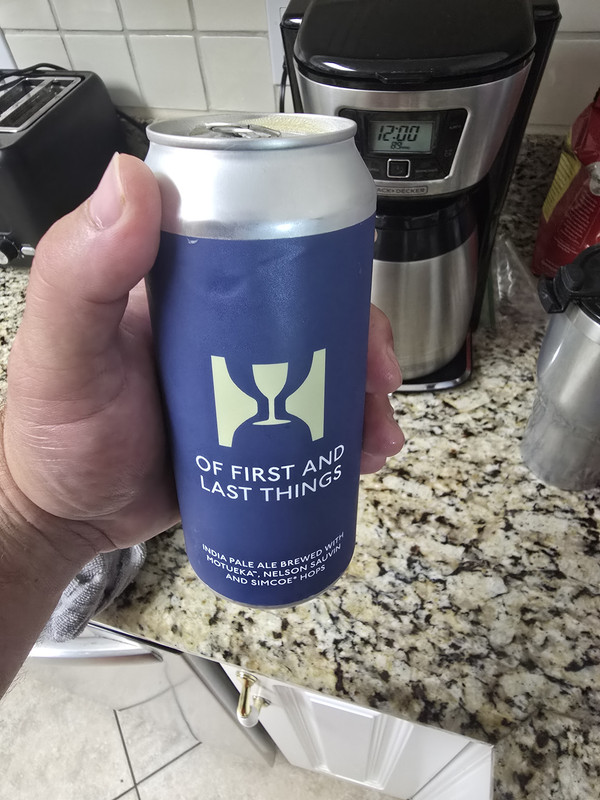 12:00
BLACK+DECKER
OF FIRST AND
LAST THINGS
INDIA PALE ALE BREWED WITH
MOTUEKA™, NELSON SAUVIN
AND SIMCOE® HOPS